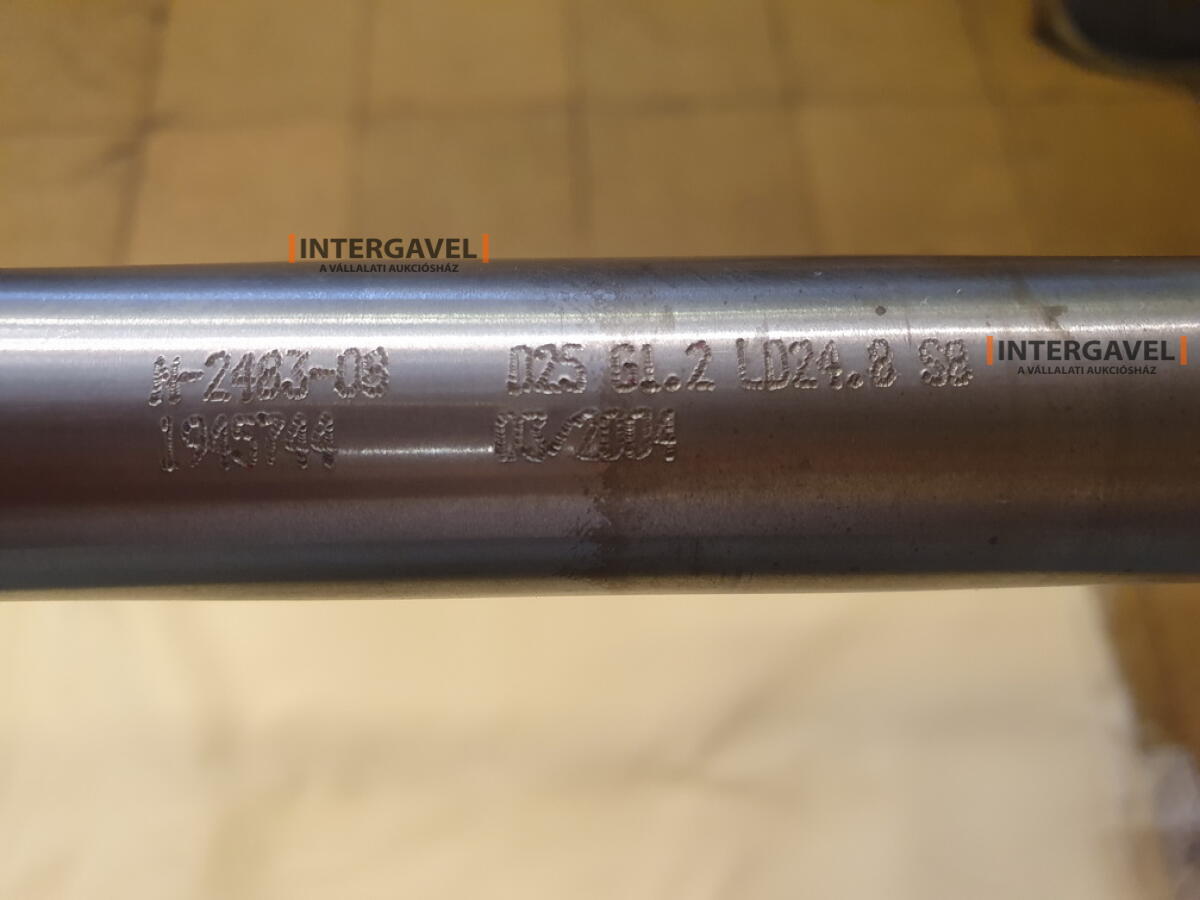 INTERGAVEL
A VÁLLALATI AUKCIÓSHÁZ
N-2483-08 D25 GL.2 LD24.8 S8
INTERGAVEL
A VÁLLALATI AUKCIÓSHÁZ
1945744 03/2004